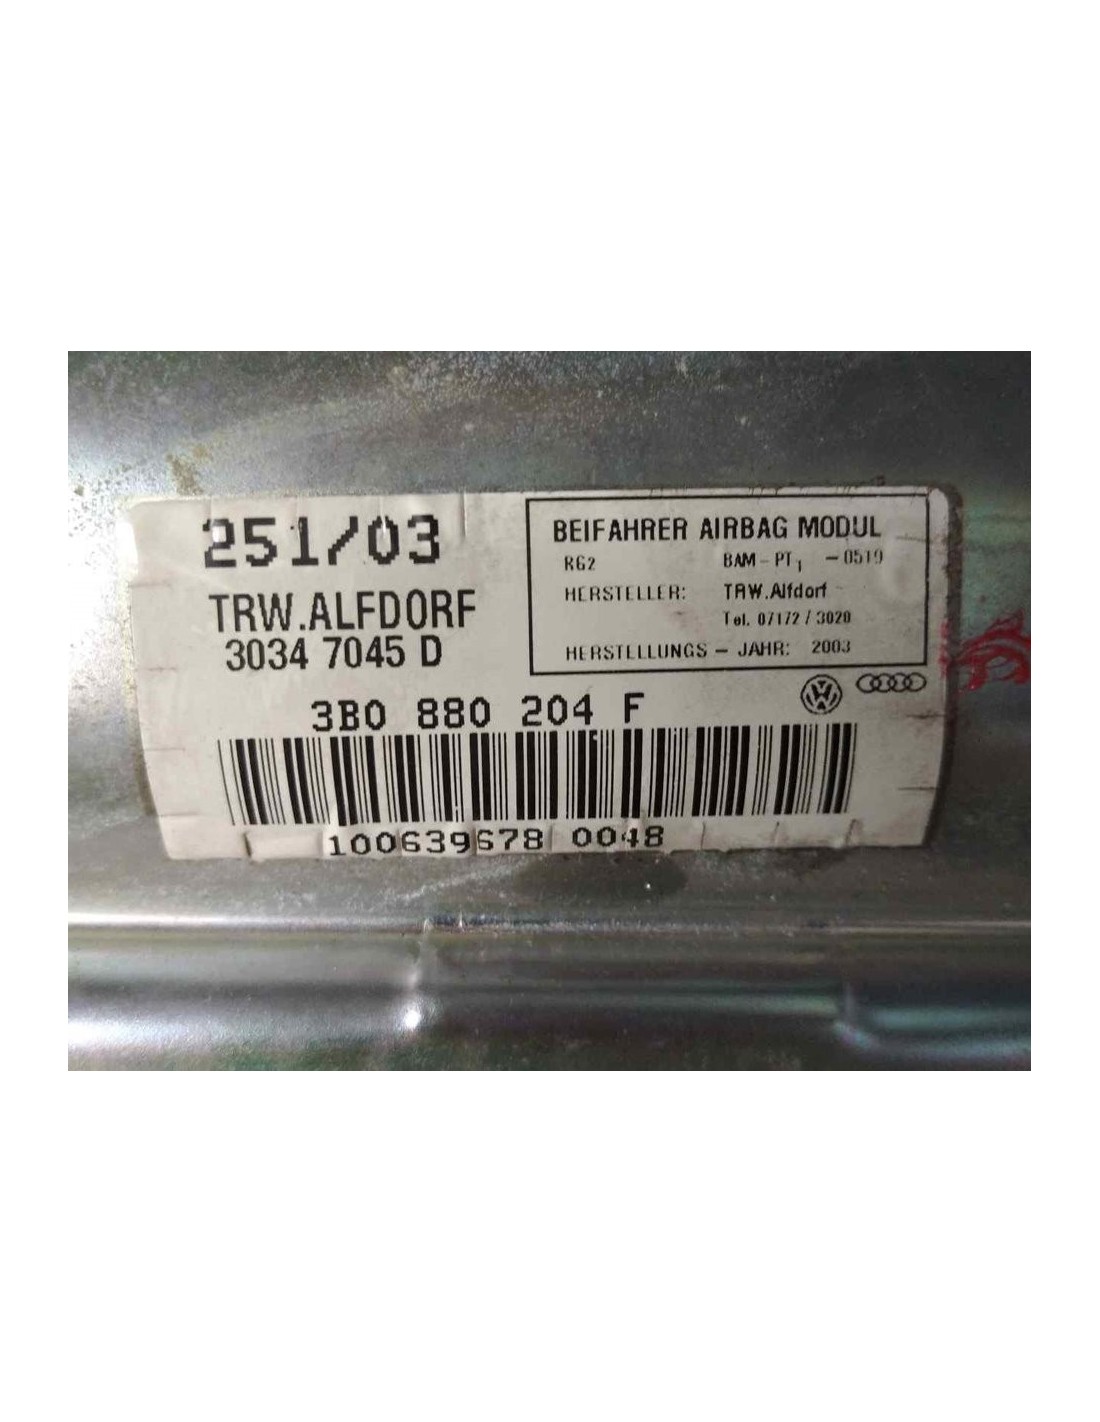 251/03
TRW.ALFDORF
3034 7045 D
BEIFAHRER AIRBAG MODUL
RG2 BAM - PT1 - 0519
HERSTELLER: TRW.Alfdorf
Tel. 07172 / 3020
HERSTELLUNGS - JAHR: 2003
3B0 880 204 F
100639678 0048